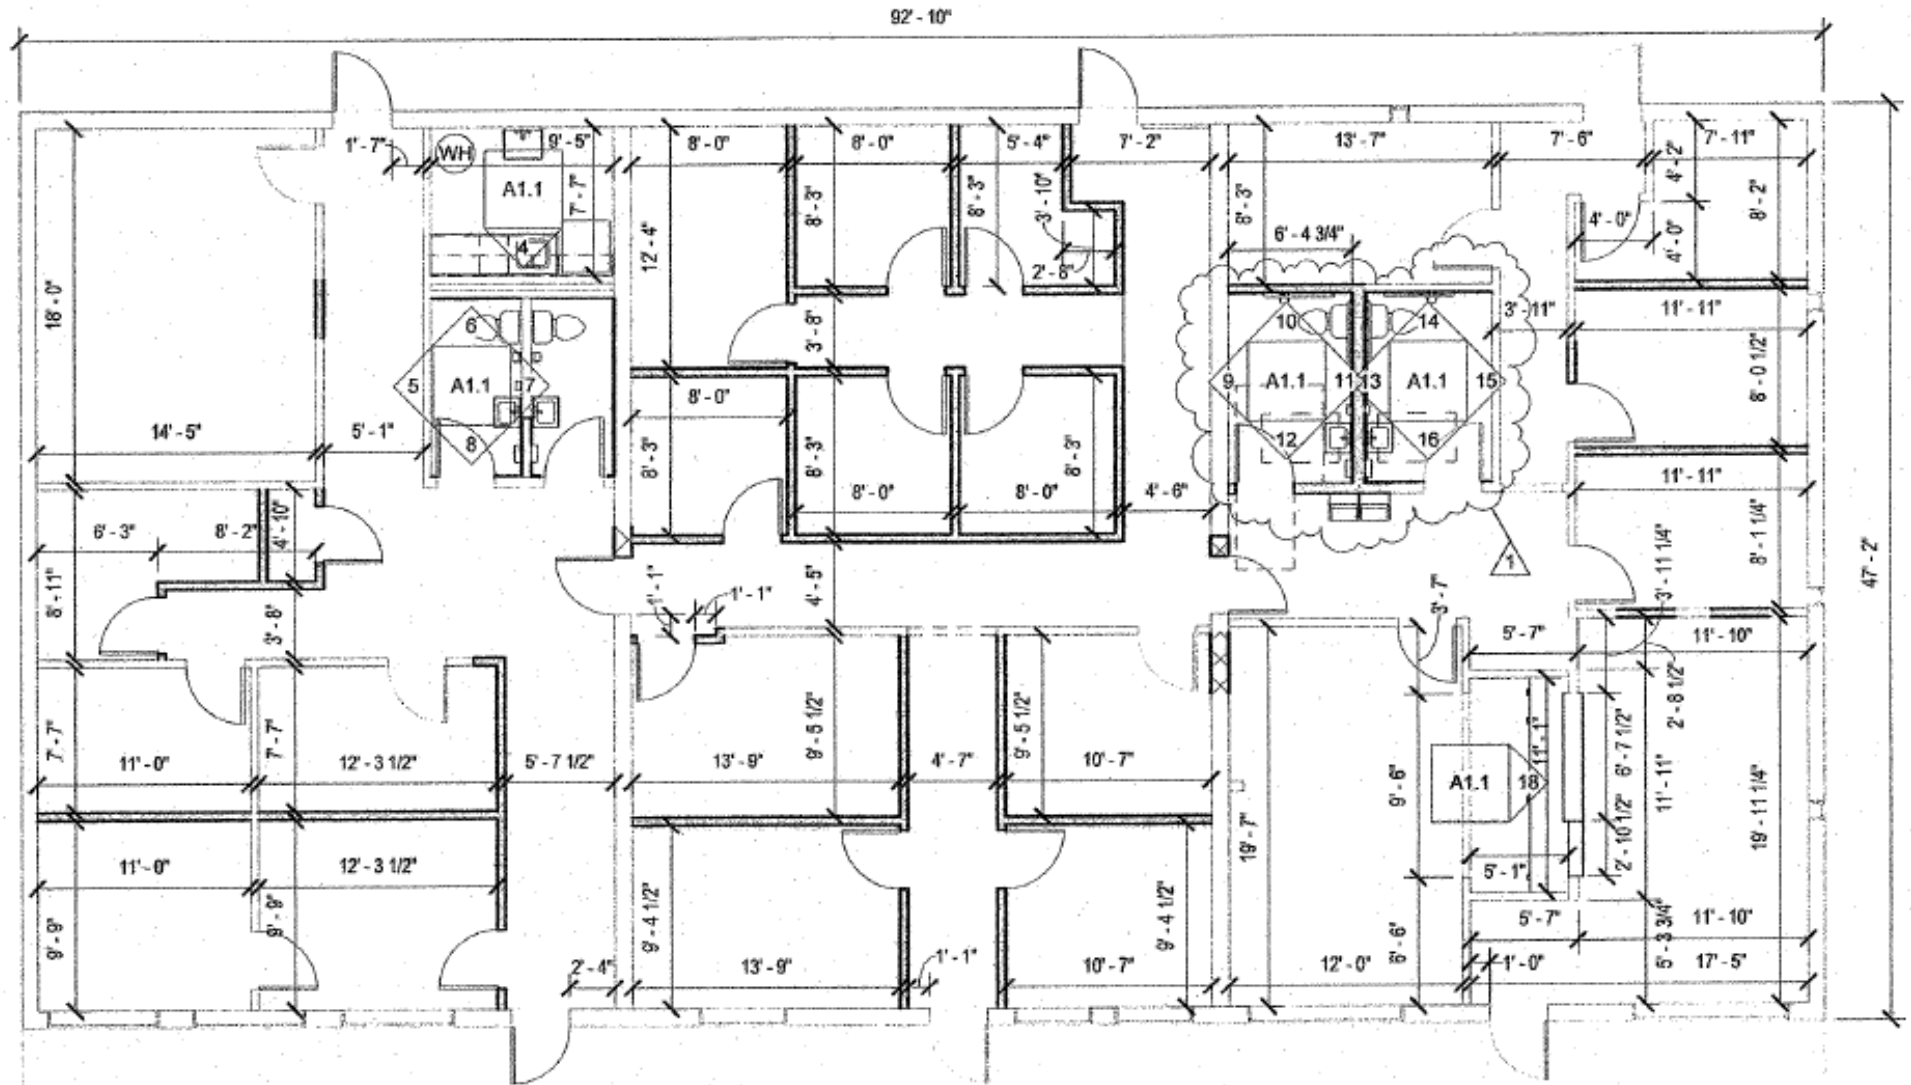 92' - 10"
1' - 7"
WH
9' - 5"
8' - 0"
8' - 0"
5' - 4"
7' - 2"
13' - 7"
7' - 6"
7' - 11"
4' - 2"
A1.1
7' - 7"
8' - 3"
8' - 3"
3' - 10"
8' - 3"
8' - 2"
4' - 0"
4' - 0"
4
12' - 4"
2' - 8"
6' - 4 3/4"
18' - 0"
6
3' - 8"
10
14
3' - 11"
11' - 11"
5
A1.1
7
8' - 0"
9
A1.1
11
13
A1.1
15
8' - 0 1/2"
14' - 5"
5' - 1"
8
8' - 3"
8' - 3"
8' - 3"
12
16
8' - 0"
8' - 0"
4' - 6"
11' - 11"
6' - 3"
8' - 2"
4' - 10"
8' - 1 1/4"
1
47' - 2"
8' - 11"
3' - 8"
1' - 1"
1' - 1"
4' - 5"
3' - 7"
3' - 11 1/4"
5' - 7"
11' - 10"
2' - 8 1/2"
7' - 7"
7' - 7"
9' - 5 1/2"
9' - 5 1/2"
11' - 1"
6' - 7 1/2"
11' - 11"
11' - 0"
12' - 3 1/2"
5' - 7 1/2"
13' - 9"
4' - 7"
10' - 7"
9' - 6"
A1.1
18
19' - 7"
2' - 10 1/2"
19' - 11 1/4"
11' - 0"
12' - 3 1/2"
5' - 1"
9' - 9"
9' - 9"
9' - 4 1/2"
9' - 4 1/2"
6' - 6"
5' - 7"
5' - 3 3/4"
11' - 10"
2' - 4"
13' - 9"
1' - 1"
10' - 7"
12' - 0"
1' - 0"
17' - 5"